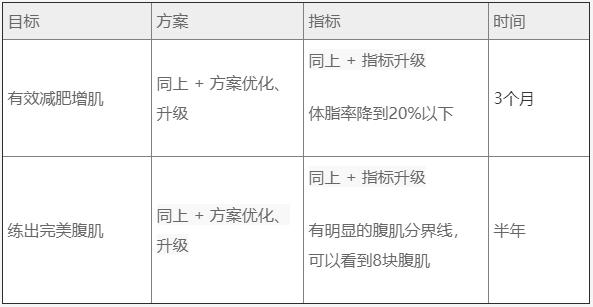 目标 方案 指标 时间
有效减肥增肌
同上 + 方案优化、
升级
同上 + 指标升级
体脂率降到20%以下
3个月
练出完美腹肌
同上 + 方案优化、
升级
同上 + 指标升级
有明显的腹肌分界线，
可以看到8块腹肌
半年